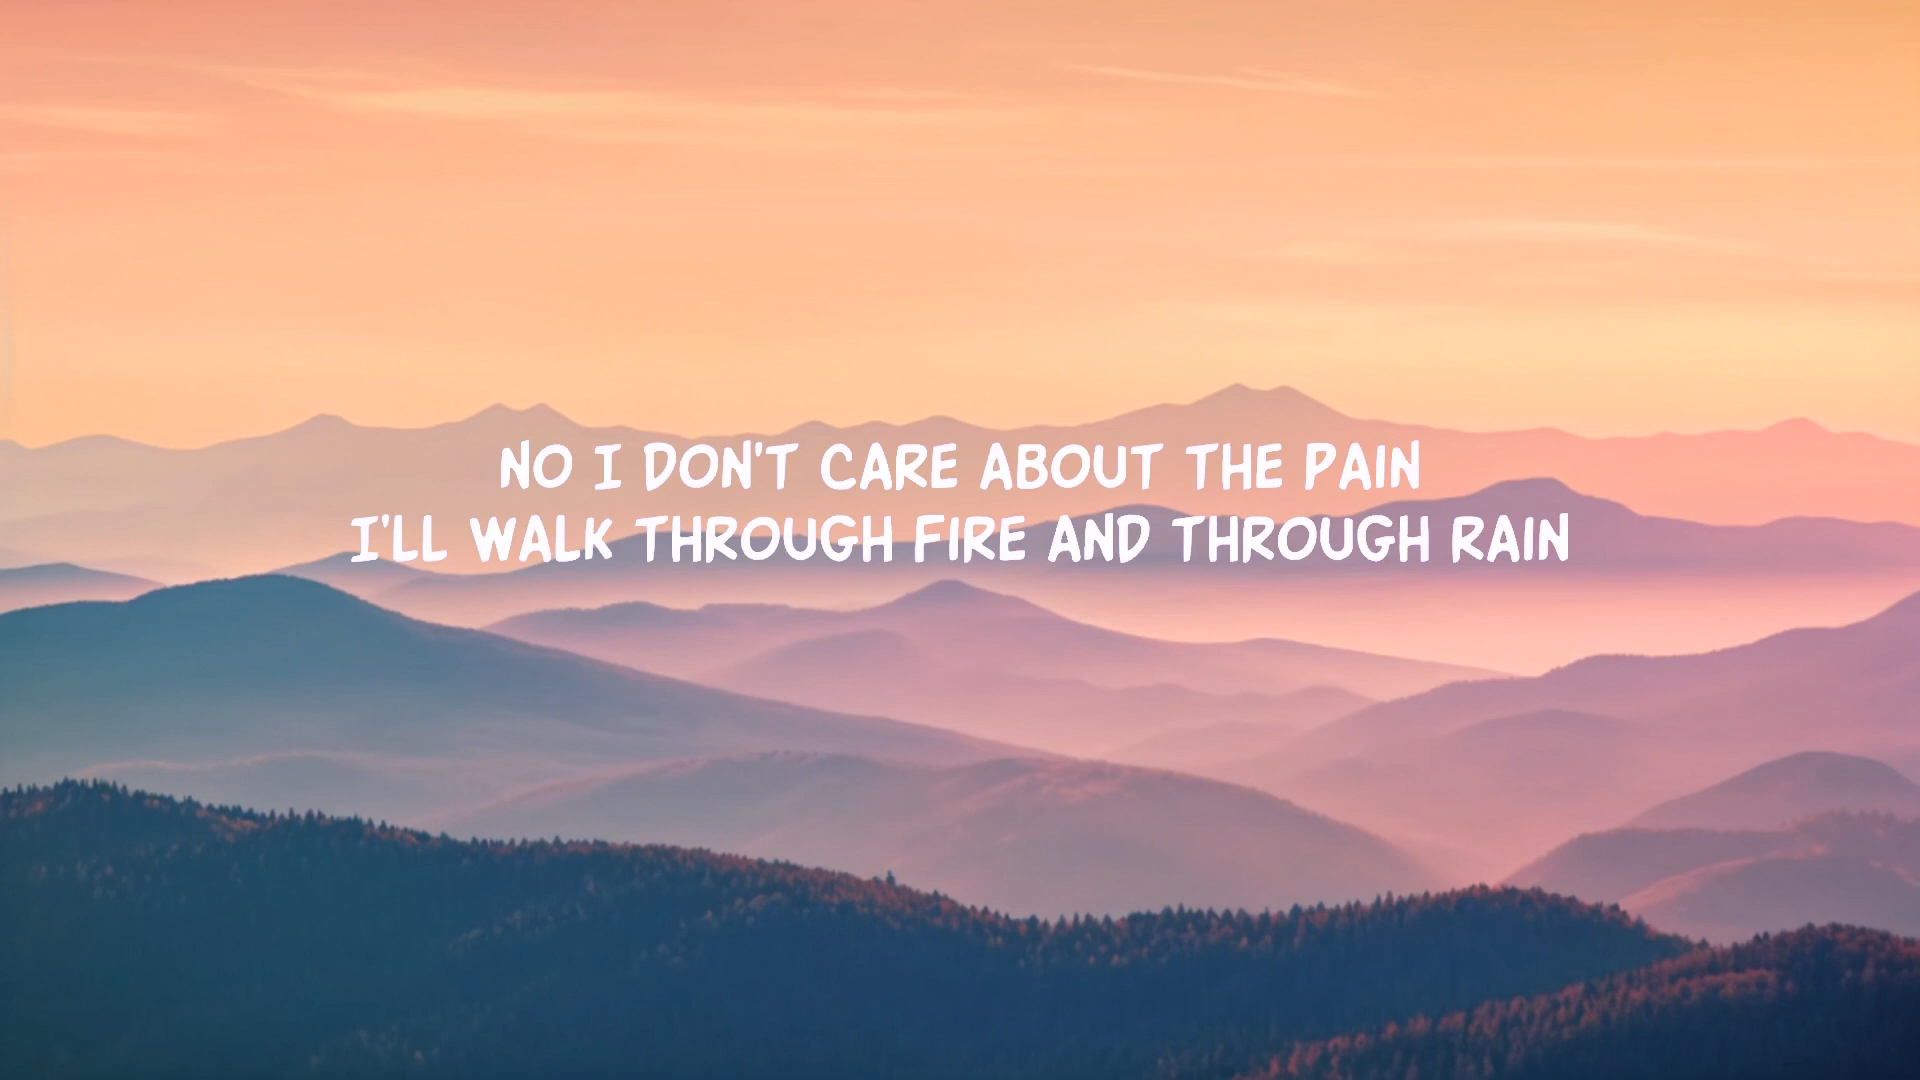 NO I DON'T CARE ABOUT THE PAIN
I'LL WALK THROUGH FIRE AND THROUGH RAIN